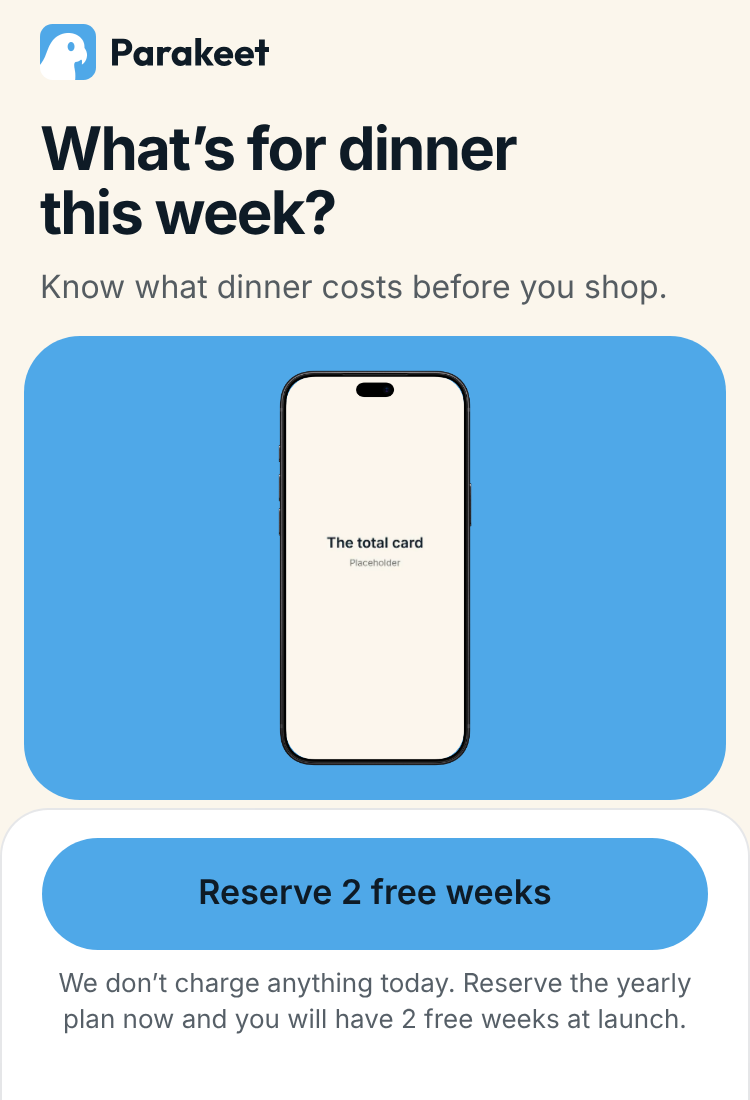 Parakeet
What’s for dinner
this week?
Know what dinner costs before you shop.
The total card
Placeholder
Reserve 2 free weeks
We don’t charge anything today. Reserve the yearly
plan now and you will have 2 free weeks at launch.